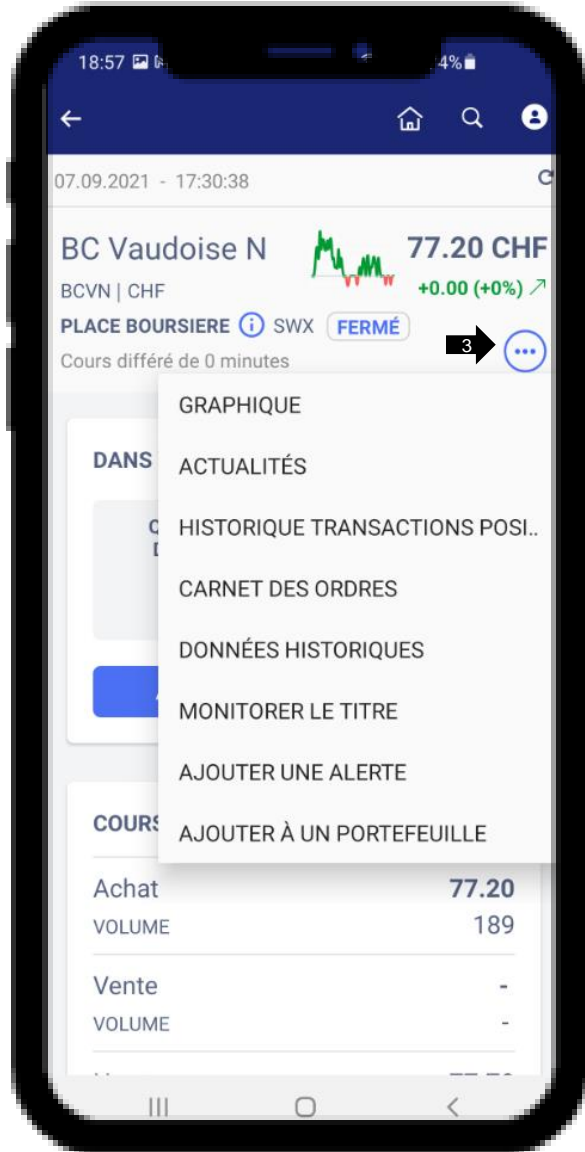 18:57
4%
07.09.2021 - 17:30:38
BC Vaudoise N
77.20 CHF
BCVN | CHF
+0.00 (+0%)
PLACE BOURSIERE SWX FERMÉ
3
Cours différé de 0 minutes
GRAPHIQUE
DANS
ACTUALITÉS
HISTORIQUE TRANSACTIONS POSI..
CARNET DES ORDRES
DONNÉES HISTORIQUES
MONITORER LE TITRE
AJOUTER UNE ALERTE
COURS
AJOUTER À UN PORTEFEUILLE
Achat 77.20
VOLUME 189
Vente -
VOLUME -